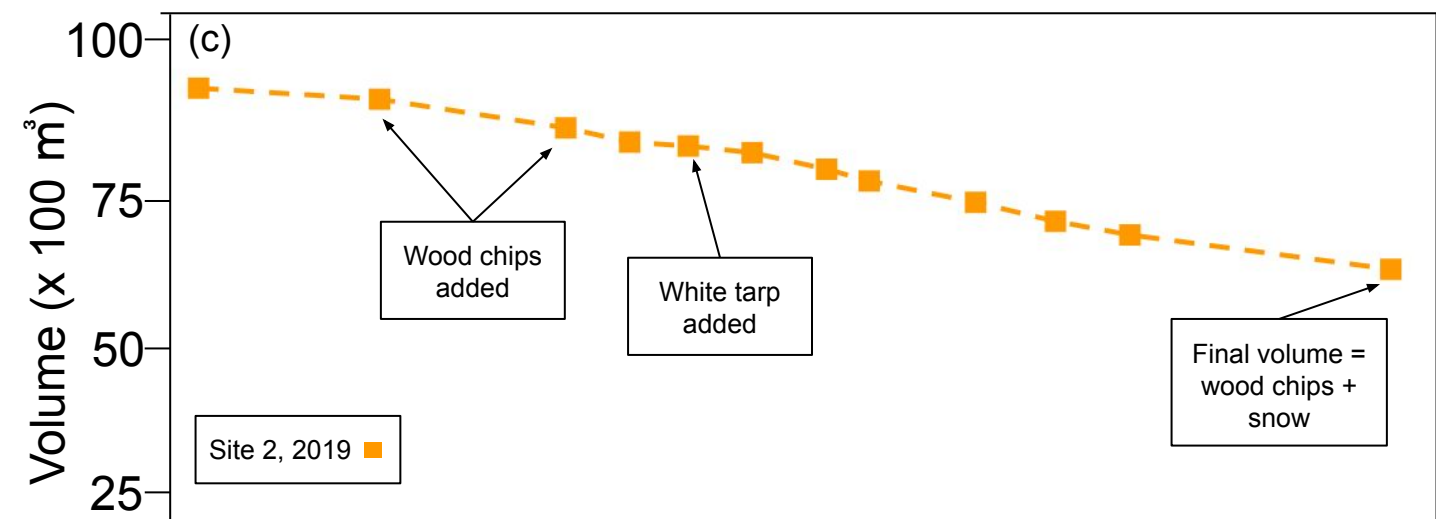 (c)
100
75
50
25
Volume (x 100 m³)
Wood chips
added
White tarp
added
Final volume =
wood chips +
snow
Site 2, 2019